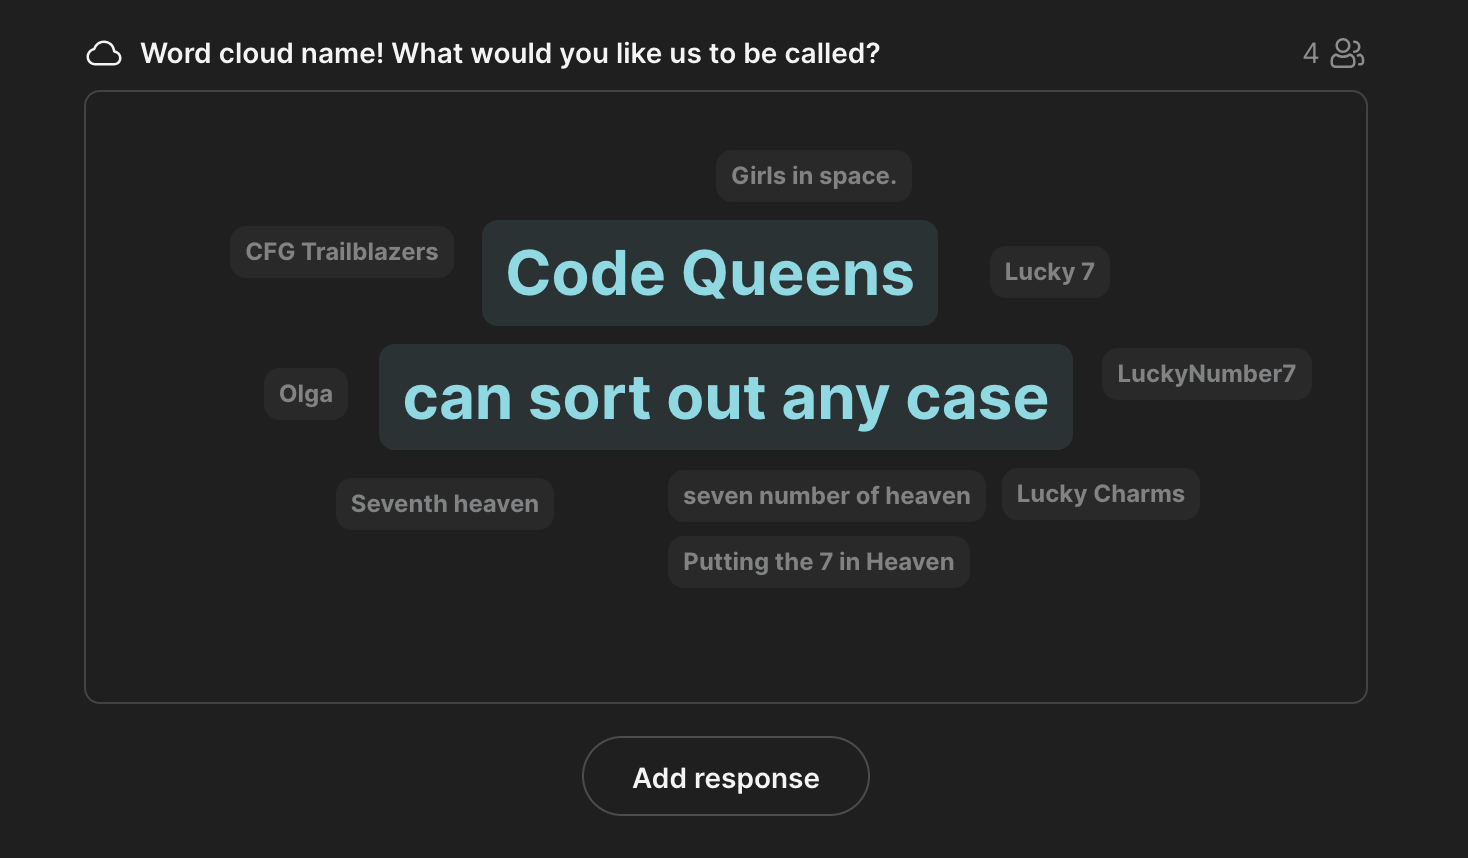 Word cloud name! What would you like us to be called?
4
Girls in space.
CFG Trailblazers
Code Queens
Lucky 7
Olga
can sort out any case
LuckyNumber7
Seventh heaven
seven number of heaven
Lucky Charms
Putting the 7 in Heaven
Add response